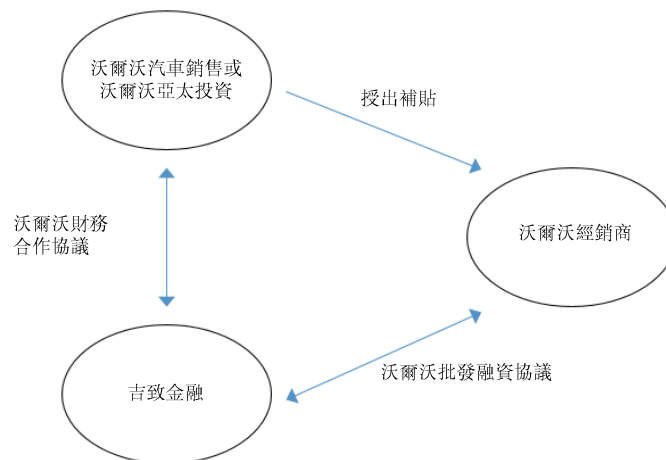 沃爾沃汽車銷售或
沃爾沃亞太投資
授出補貼
沃爾沃財務
合作協議
沃爾沃經銷商
吉致金融
沃爾沃批發融資協議